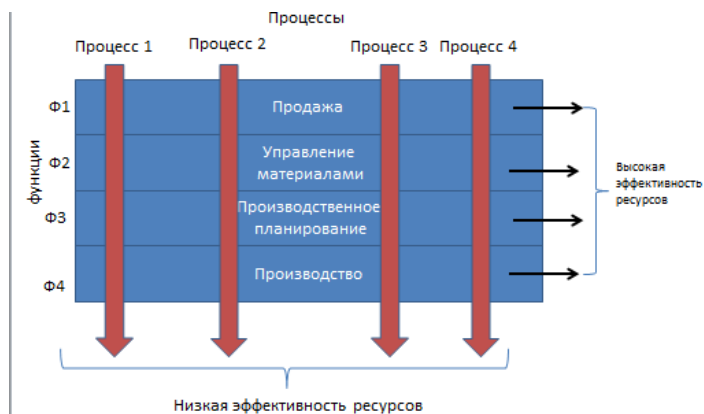 Процессы
Процесс 1
Процесс 2
Процесс 3
Процесс 4
функции
Ф1
Продажа
Ф2
Управление
материалами
Ф3
Производственное
планирование
Ф4
Производство
Высокая
эффективность
ресурсов
Низкая эффективность ресурсов